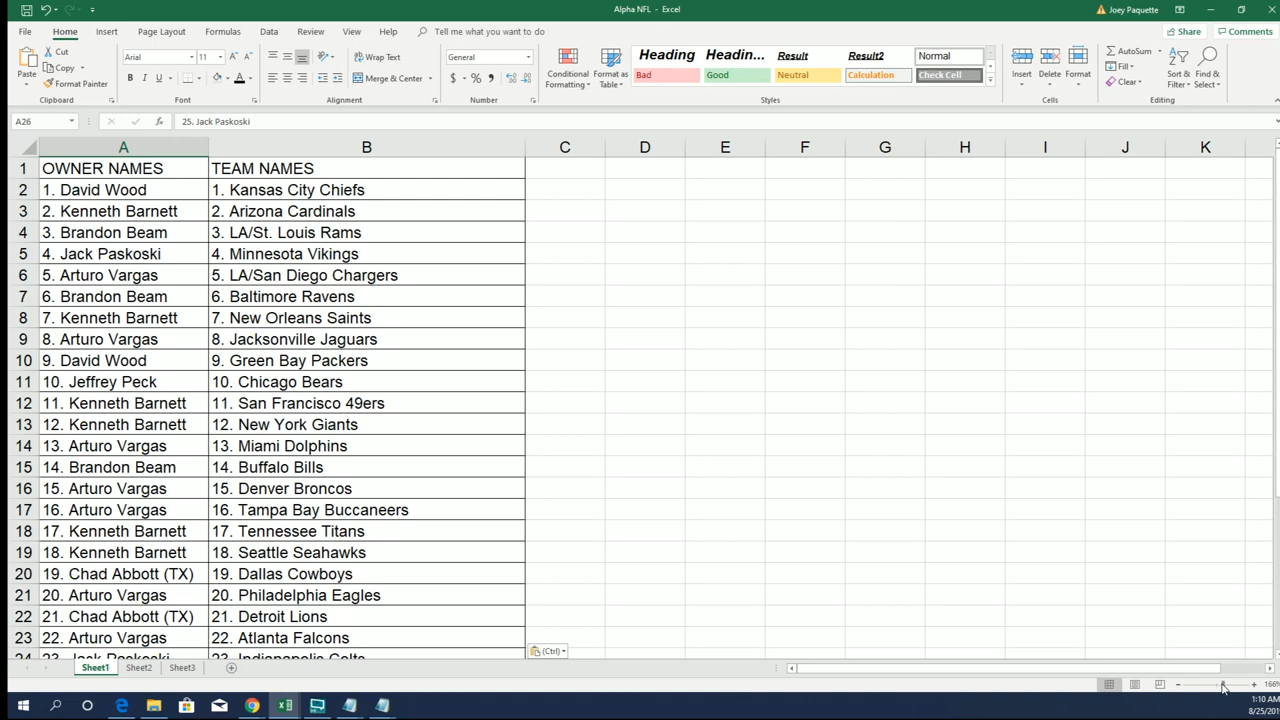 Alpha NFL - Excel
Joey Paquette
File Home Insert Page Layout Formulas Data Review View Help Tell me what you want to do Share Comments
Paste Cut Copy Format Painter Clipboard
Arial 11 A A B I U A Font
Wrap Text Merge & Center Alignment
General $ % , Number
Conditional Formatting Format as Table
Heading Headin... Result Result2 Normal
Bad Good Neutral Calculation Check Cell
Styles
Insert Delete Format Cells
AutoSum Fill Clear Sort & Filter Find & Select Editing
A26 fx 25. Jack Paskoski
A B C D E F G H I J K
1 OWNER NAMES TEAM NAMES
2 1. David Wood 1. Kansas City Chiefs
3 2. Kenneth Barnett 2. Arizona Cardinals
4 3. Brandon Beam 3. LA/St. Louis Rams
5 4. Jack Paskoski 4. Minnesota Vikings
6 5. Arturo Vargas 5. LA/San Diego Chargers
7 6. Brandon Beam 6. Baltimore Ravens
8 7. Kenneth Barnett 7. New Orleans Saints
9 8. Arturo Vargas 8. Jacksonville Jaguars
10 9. David Wood 9. Green Bay Packers
11 10. Jeffrey Peck 10. Chicago Bears
12 11. Kenneth Barnett 11. San Francisco 49ers
13 12. Kenneth Barnett 12. New York Giants
14 13. Arturo Vargas 13. Miami Dolphins
15 14. Brandon Beam 14. Buffalo Bills
16 15. Arturo Vargas 15. Denver Broncos
17 16. Arturo Vargas 16. Tampa Bay Buccaneers
18 17. Kenneth Barnett 17. Tennessee Titans
19 18. Kenneth Barnett 18. Seattle Seahawks
20 19. Chad Abbott (TX) 19. Dallas Cowboys
21 20. Arturo Vargas 20. Philadelphia Eagles
22 21. Chad Abbott (TX) 21. Detroit Lions
23 22. Arturo Vargas 22. Atlanta Falcons
24 23. Jack Paskoski 23. Indianapolis Colts
(Ctrl)
Sheet1 Sheet2 Sheet3
166%
1:10 AM
8/25/201